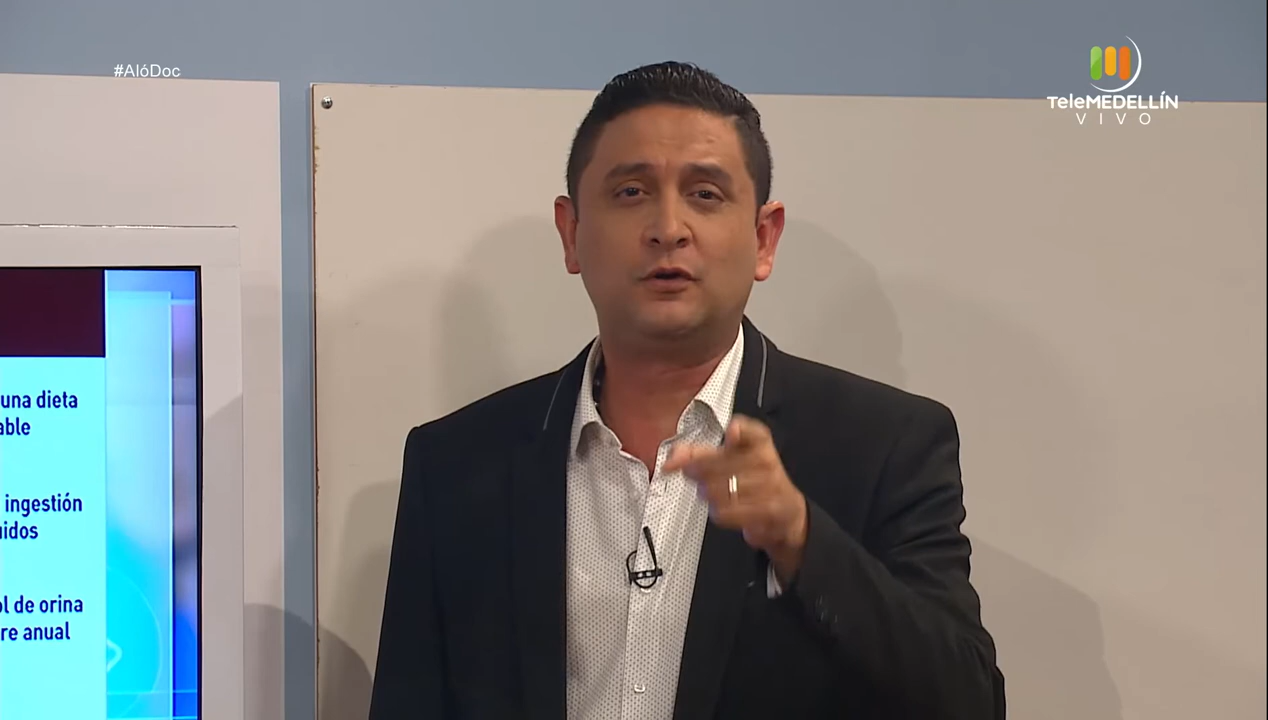 #AlóDoc
TeleMEDELLÍN
VIVO
una dieta
able
ingestión
uidos
ol de orina
re anual